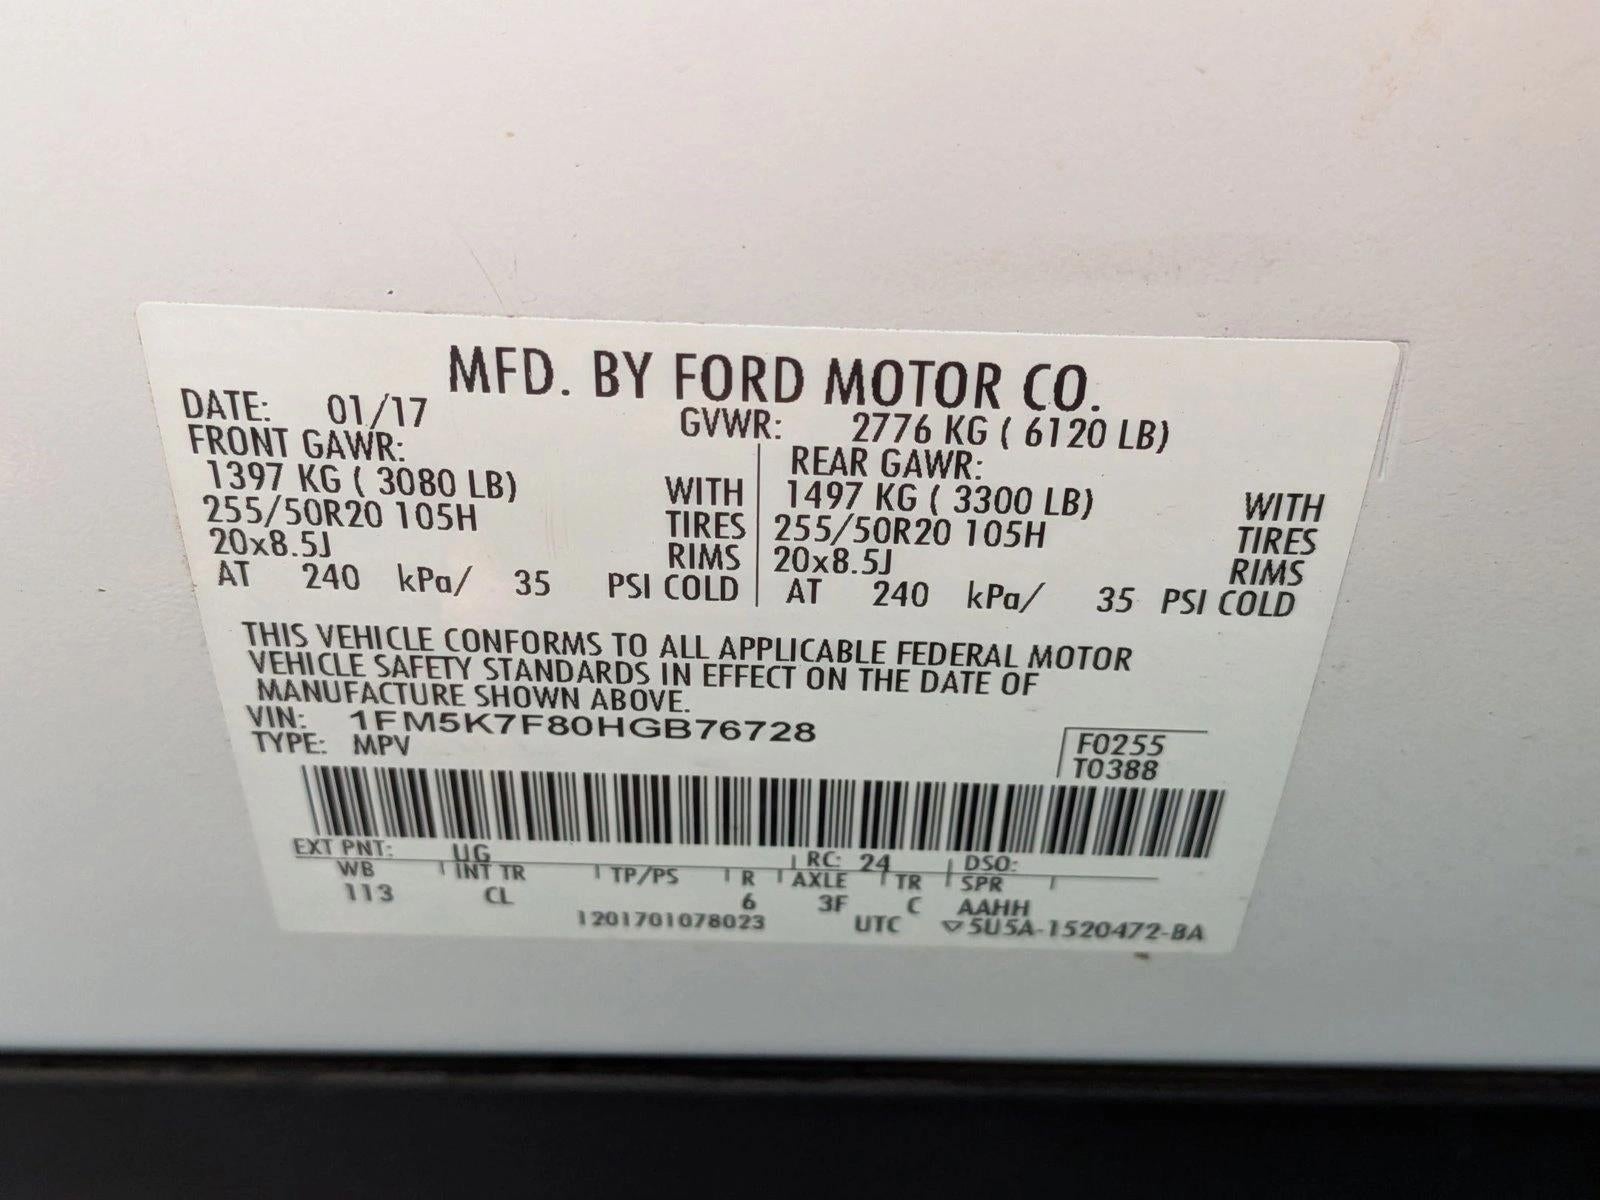 MFD. BY FORD MOTOR CO.
DATE: 01/17 GVWR: 2776 KG ( 6120 LB)
FRONT GAWR: REAR GAWR:
1397 KG ( 3080 LB) WITH 1497 KG ( 3300 LB) WITH
255/50R20 105H TIRES 255/50R20 105H TIRES
20x8.5J RIMS 20x8.5J RIMS
AT 240 kPa/ 35 PSI COLD AT 240 kPa/ 35 PSI COLD
THIS VEHICLE CONFORMS TO ALL APPLICABLE FEDERAL MOTOR
VEHICLE SAFETY STANDARDS IN EFFECT ON THE DATE OF
MANUFACTURE SHOWN ABOVE.
VIN: 1FM5K7F80HGB76728
TYPE: MPV
F0255
T0388
EXT PNT: UG RC: 24 DSO:
WB INT TR TP/PS R AXLE TR SPR
113 CL 6 3F C AAHH
1201701078023 UTC ▽5U5A-1520472-BA